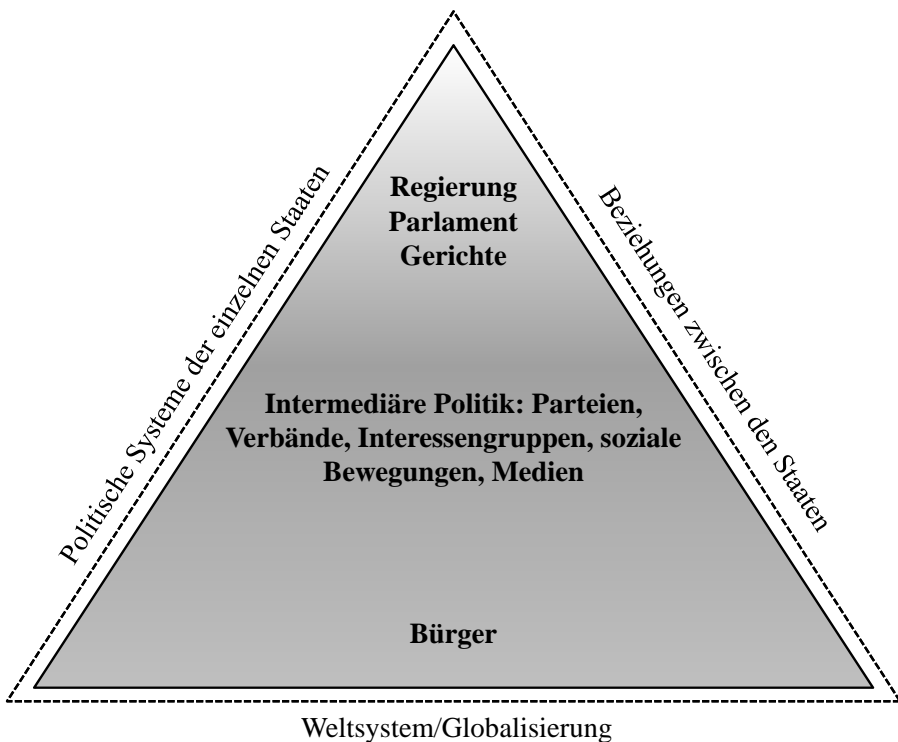 Regierung
Parlament
Gerichte
Politische Systeme der einzelnen Staaten
Beziehungen zwischen den Staaten
Intermediäre Politik: Parteien,
Verbände, Interessengruppen, soziale
Bewegungen, Medien
Bürger
Weltsystem/Globalisierung